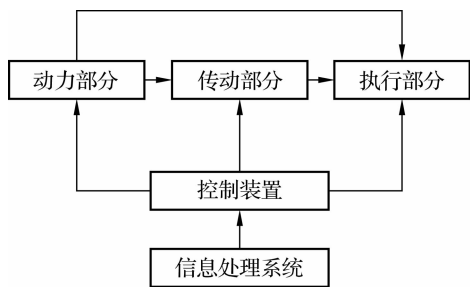 动力部分
传动部分
执行部分
控制装置
信息处理系统